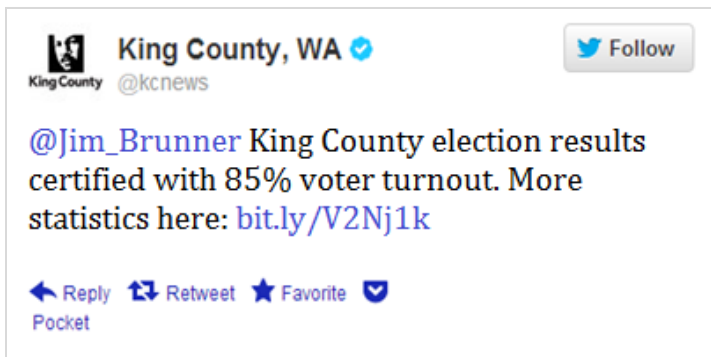 King County, WA
Follow
King County
@kcnews
@Jim_Brunner King County election results
certified with 85% voter turnout. More
statistics here: bit.ly/V2Nj1k
Reply Retweet Favorite
Pocket